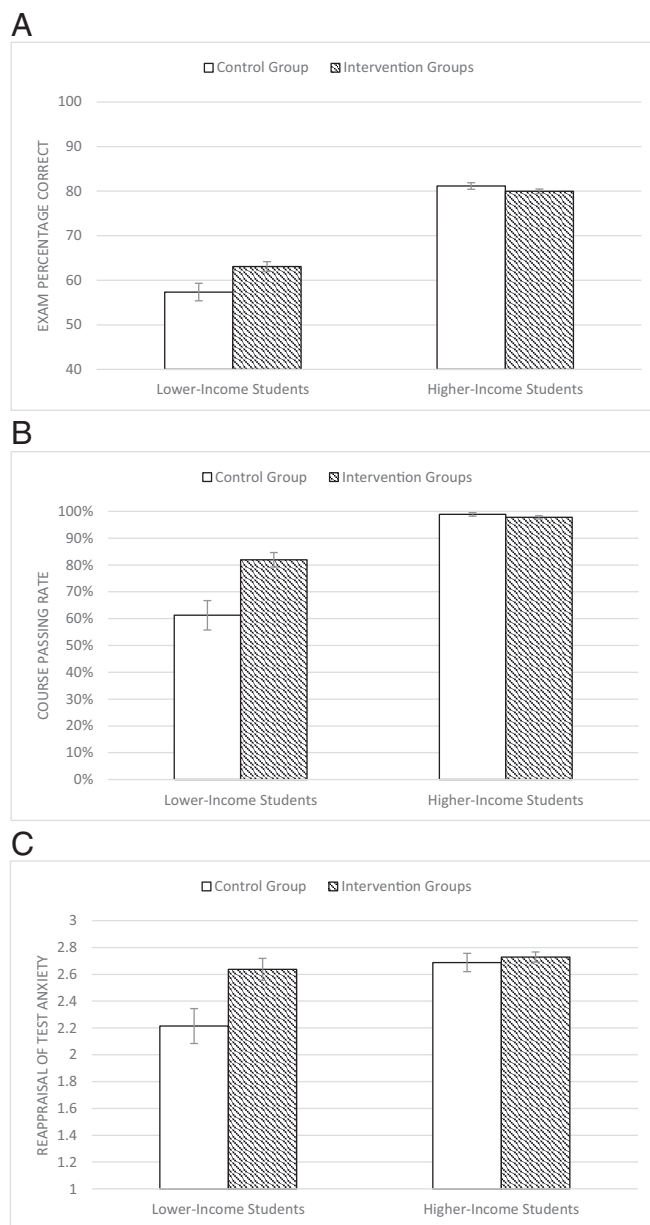 A
Control Group Intervention Groups
100
90
80
70
60
50
40
EXAM PERCENTAGE CORRECT
Lower-Income Students Higher-Income Students
B
Control Group Intervention Groups
100%
90%
80%
70%
60%
50%
40%
30%
20%
10%
0%
COURSE PASSING RATE
Lower-Income Students Higher-Income Students
C
Control Group Intervention Groups
3
2.8
2.6
2.4
2.2
2
1.8
1.6
1.4
1.2
1
REAPPRAISAL OF TEST ANXIETY
Lower-Income Students Higher-Income Students